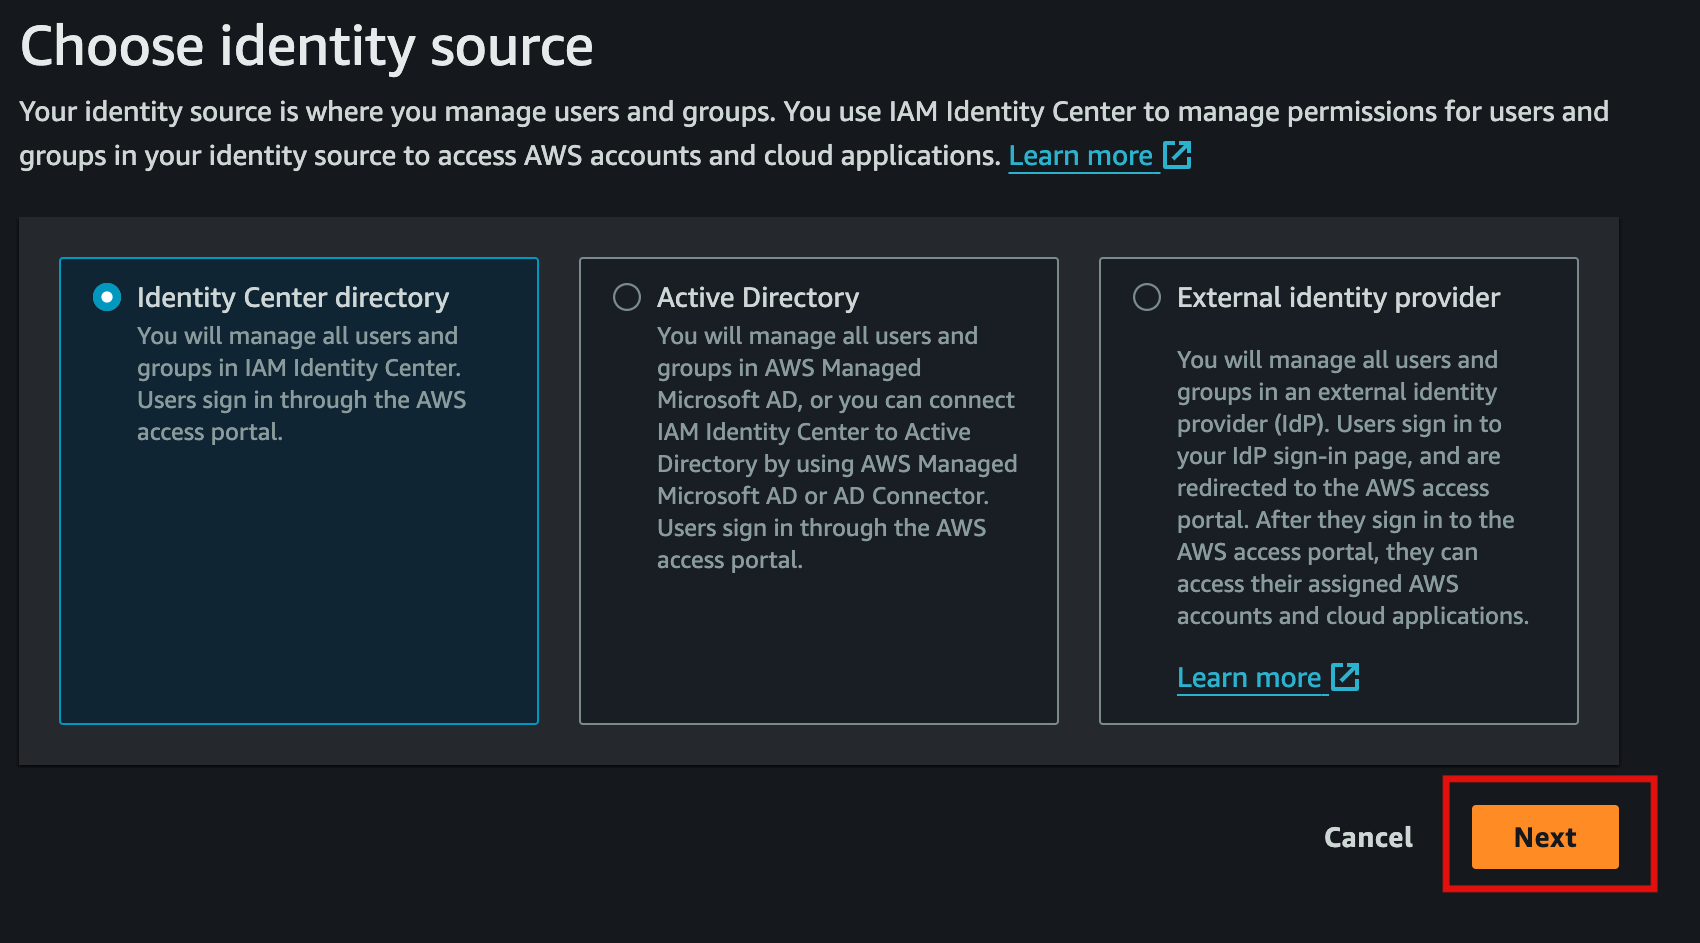 Choose identity source
Your identity source is where you manage users and groups. You use IAM Identity Center to manage permissions for users and
groups in your identity source to access AWS accounts and cloud applications. Learn more
Identity Center directory
You will manage all users and
groups in IAM Identity Center.
Users sign in through the AWS
access portal.
Active Directory
You will manage all users and
groups in AWS Managed
Microsoft AD, or you can connect
IAM Identity Center to Active
Directory by using AWS Managed
Microsoft AD or AD Connector.
Users sign in through the AWS
access portal.
External identity provider
You will manage all users and
groups in an external identity
provider (IdP). Users sign in to
your IdP sign-in page, and are
redirected to the AWS access
portal. After they sign in to the
AWS access portal, they can
access their assigned AWS
accounts and cloud applications.
Learn more
Cancel
Next